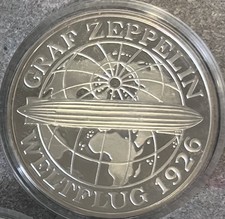 GRAF ZEPPELIN
WELTFLUG 1926